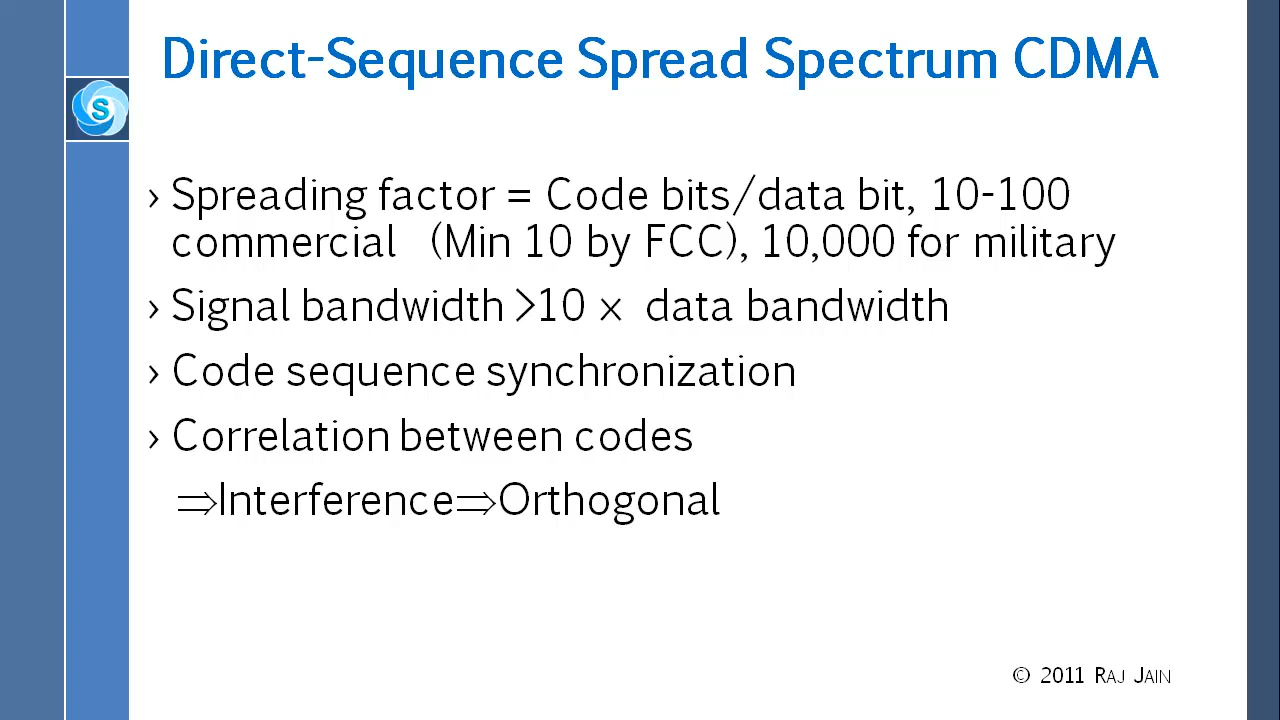 Direct-Sequence Spread Spectrum CDMA
S
› Spreading factor = Code bits/data bit, 10-100
commercial (Min 10 by FCC), 10,000 for military
› Signal bandwidth >10 × data bandwidth
› Code sequence synchronization
› Correlation between codes
⇒Interference⇒Orthogonal
© 2011 RAJ JAIN